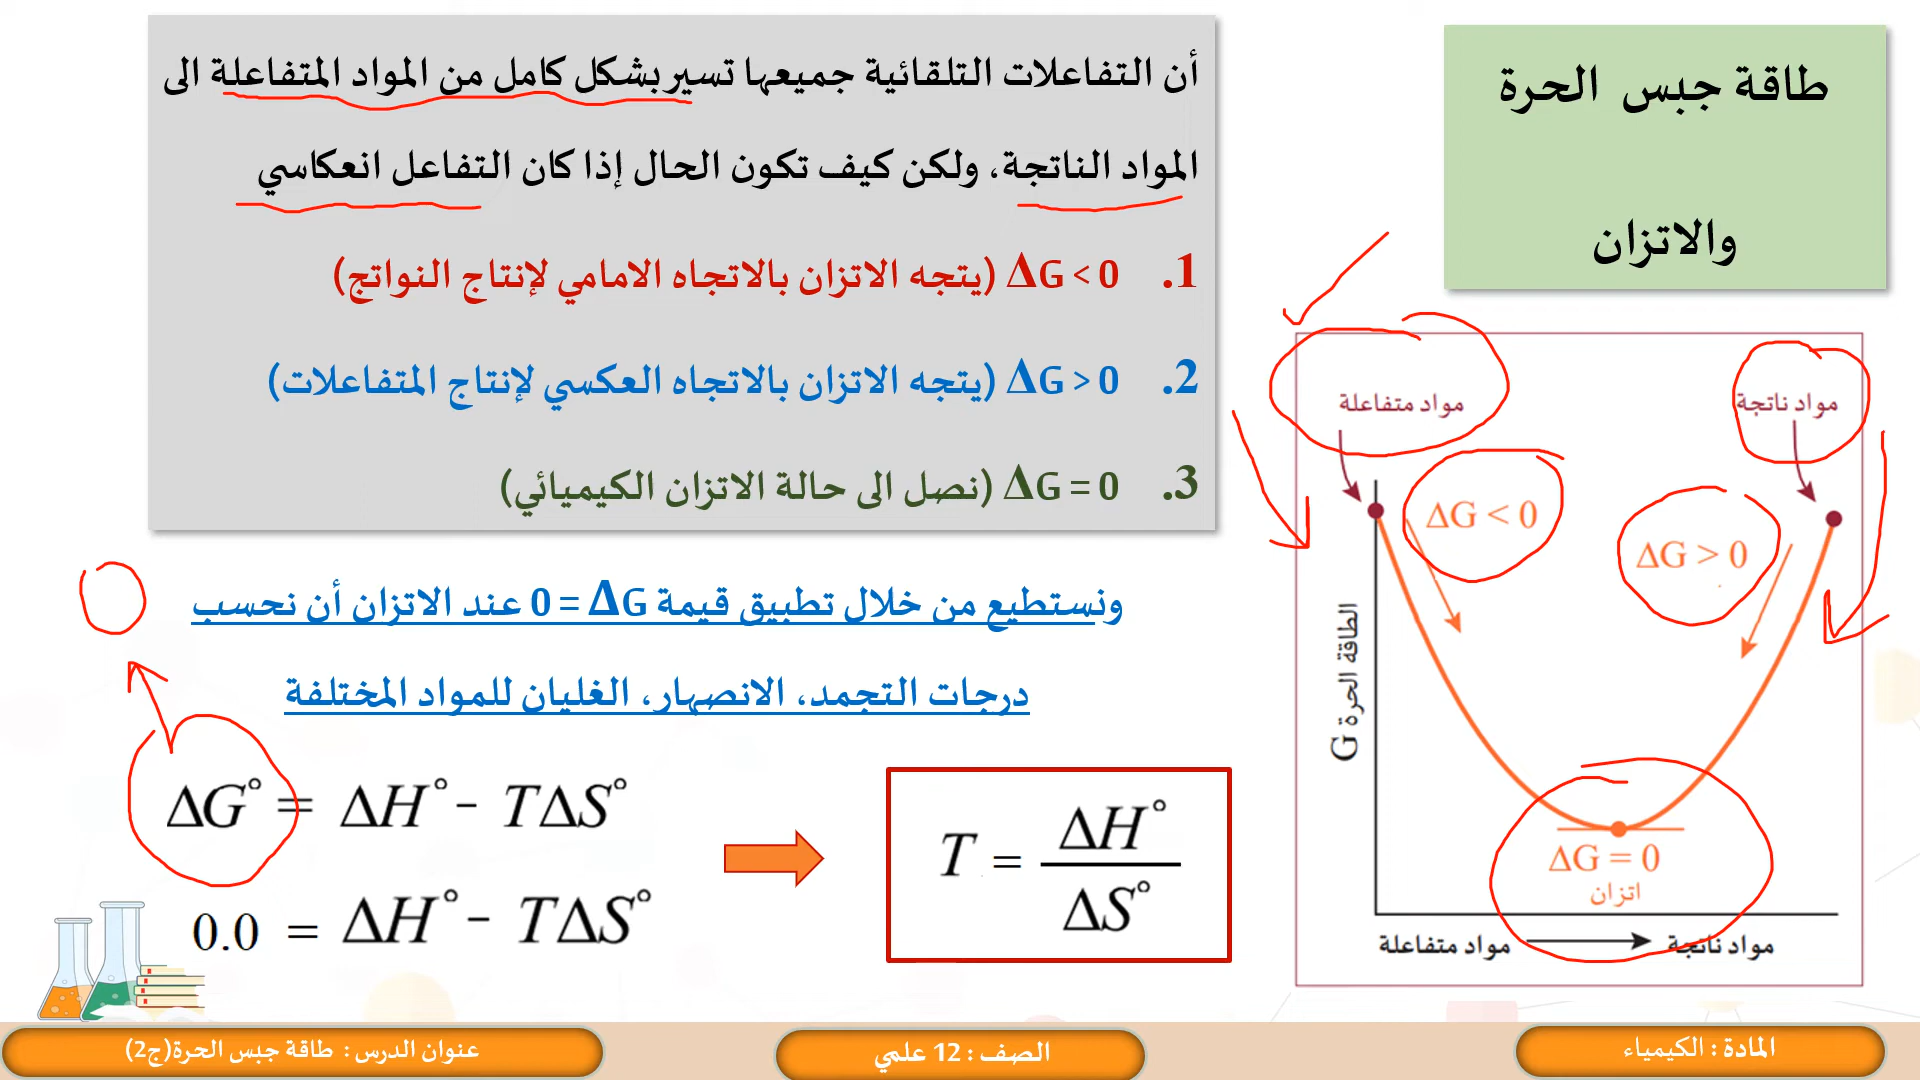 طاقة جبس الحرة
والاتزان
أن التفاعلات التلقائية جميعها تسير بشكل كامل من المواد المتفاعلة الى
المواد الناتجة، ولكن كيف تكون الحال إذا كان التفاعل انعكاسي
1. ΔG < 0 (يتجه الاتزان بالاتجاه الامامي لإنتاج النواتج)
2. ΔG > 0 (يتجه الاتزان بالاتجاه العكسي لإنتاج المتفاعلات)
3. ΔG = 0 (نصل الى حالة الاتزان الكيميائي)
ونستطيع من خلال تطبيق قيمة ΔG = 0 عند الاتزان أن نحسب
درجات التجمد، الانصهار، الغليان للمواد المختلفة
ΔG° = ΔH° - TΔS°
0.0 = ΔH° - TΔS°
T = ΔH° / ΔS°
مواد ناتجة
مواد متفاعلة
ΔG < 0
ΔG > 0
الطاقة الحرة G
ΔG = 0
اتزان
مواد متفاعلة
مواد ناتجة
المادة : الكيمياء
الصف : 12 علمي
عنوان الدرس : طاقة جبس الحرة(ج2)